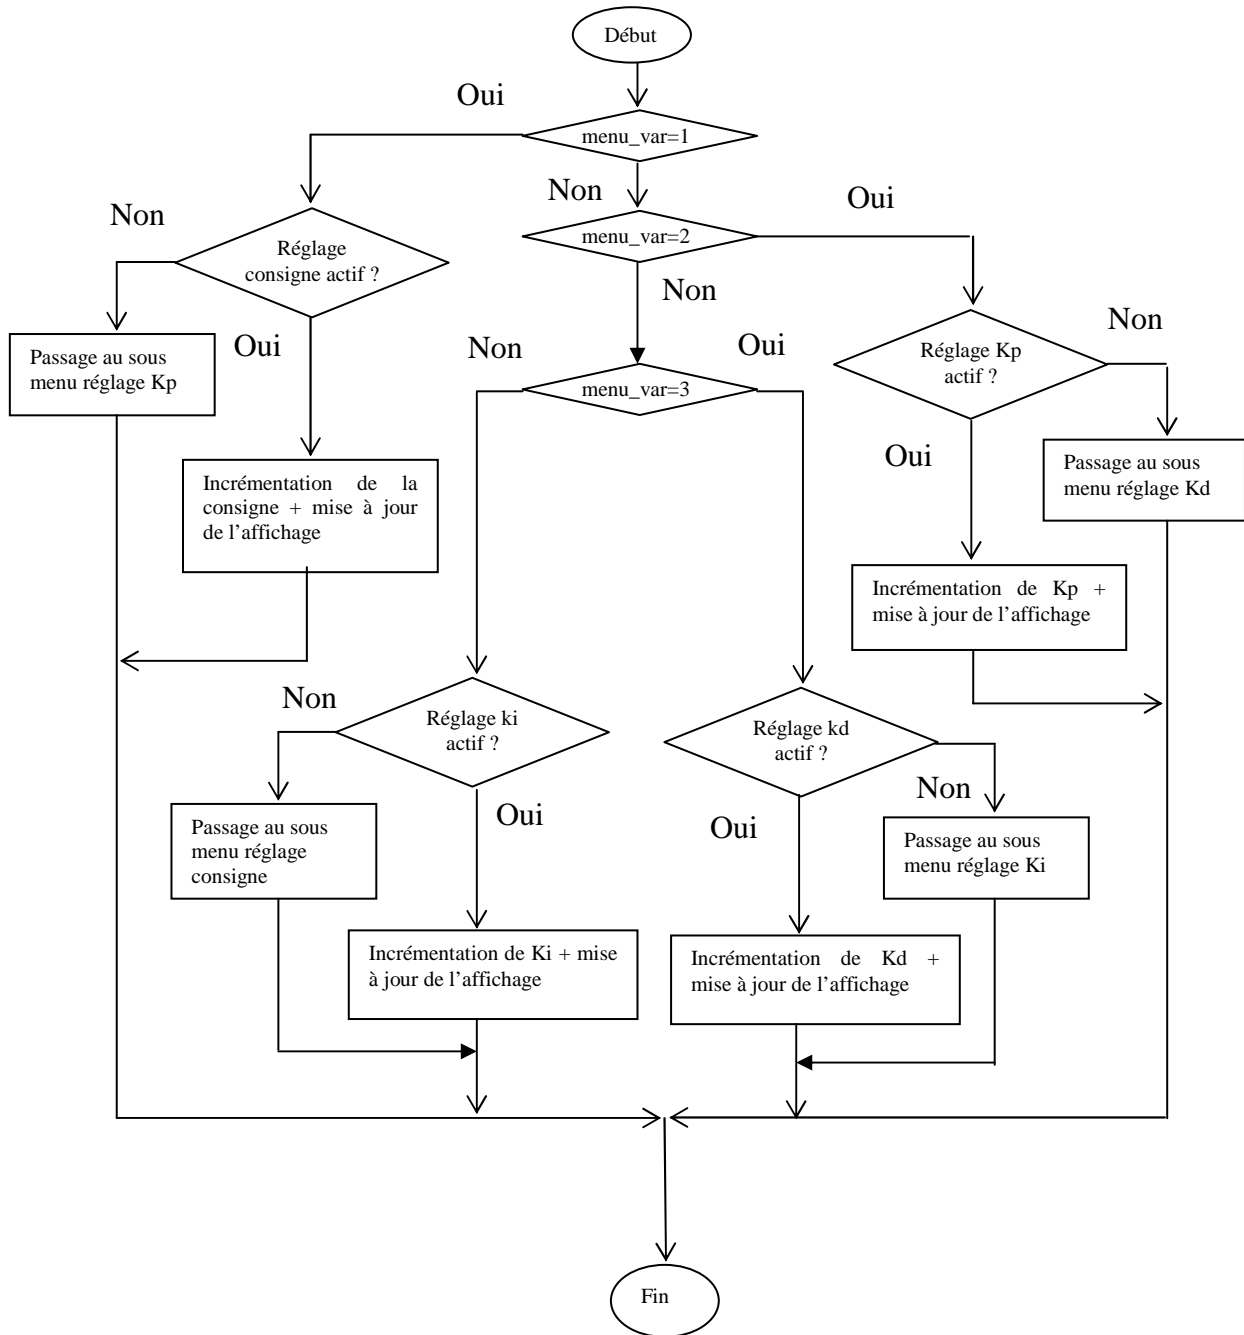 Début
Oui
menu_var=1
Non
Non
Oui
Réglage
consigne actif ?
menu_var=2
Non
Passage au sous
menu réglage Kp
Oui
Non
Oui
Réglage Kp
actif ?
Non
menu_var=3
Incrémentation de la
consigne + mise à jour
de l’affichage
Oui
Passage au sous
menu réglage Kd
Incrémentation de Kp +
mise à jour de l’affichage
Non
Réglage ki
actif ?
Réglage kd
actif ?
Passage au sous
menu réglage
consigne
Oui
Oui
Non
Passage au sous
menu réglage Ki
Incrémentation de Ki + mise
à jour de l’affichage
Incrémentation de Kd +
mise à jour de l’affichage
Fin